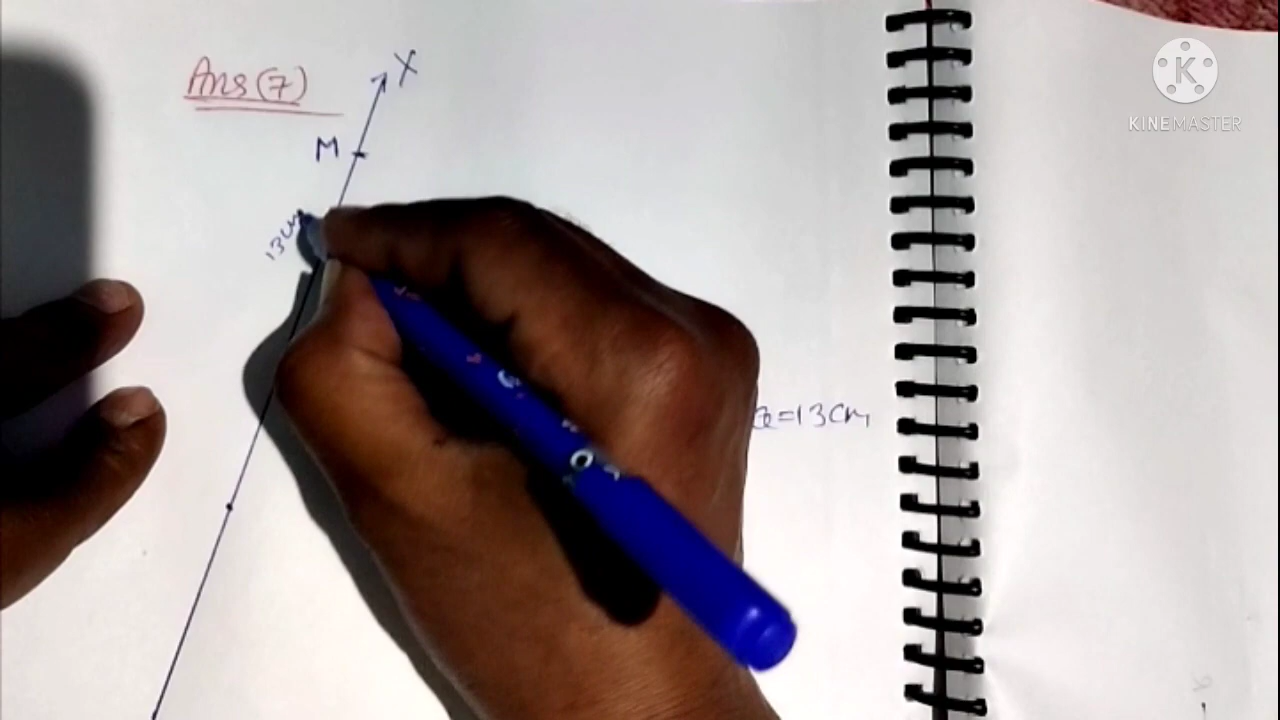 Ans (7)
X
M
13cm
=13cm
K
KINEMASTER